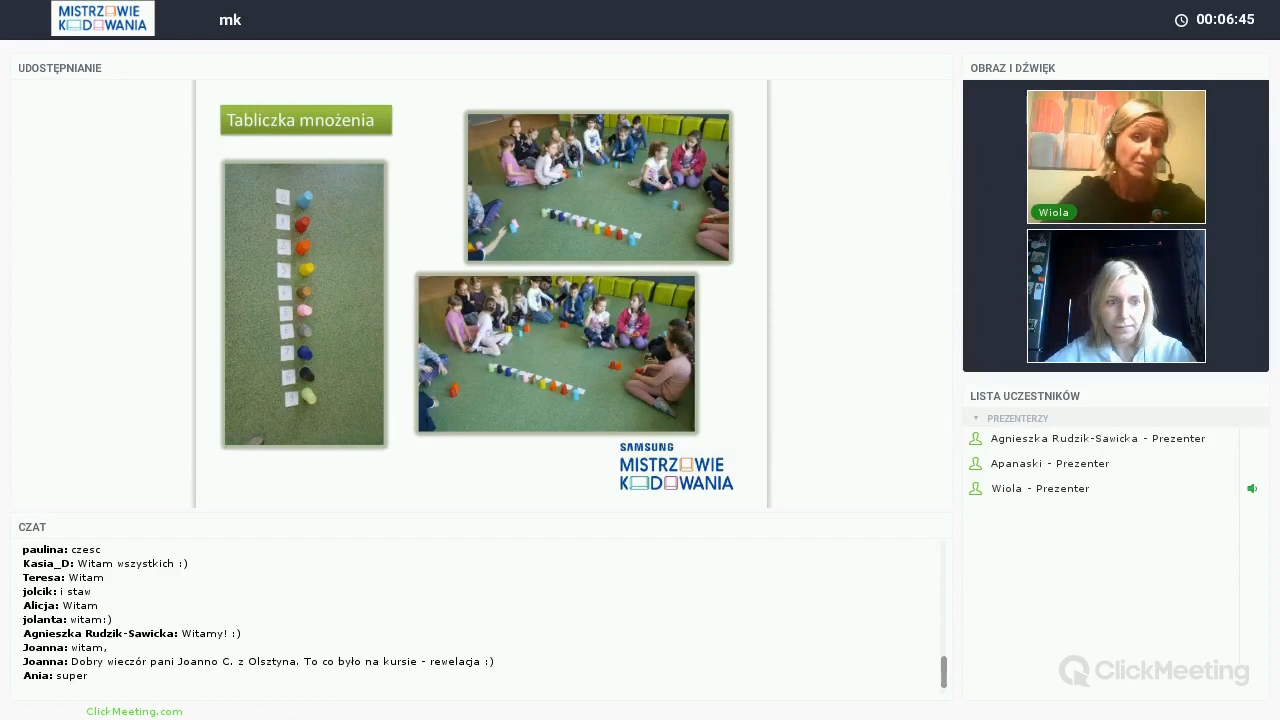 MISTRZOWIE
KODOWANIA
mk
00:06:45
UDOSTĘPNIANIE
Tabliczka mnożenia
SAMSUNG
MISTRZOWIE
KODOWANIA
OBRAZ I DŹWIĘK
Wiola
LISTA UCZESTNIKÓW
PREZENTERZY
Agnieszka Rudzik-Sawicka - Prezenter
Apanaski - Prezenter
Wiola - Prezenter
CZAT
paulina: czesc
Kasia_D: Witam wszystkich :)
Teresa: Witam
jolcik: i staw
Alicja: Witam
jolanta: witam:)
Agnieszka Rudzik-Sawicka: Witamy! :)
Joanna: witam,
Joanna: Dobry wieczór pani Joanno C. z Olsztyna. To co było na kursie - rewelacja :)
Ania: super
ClickMeeting
ClickMeeting.com